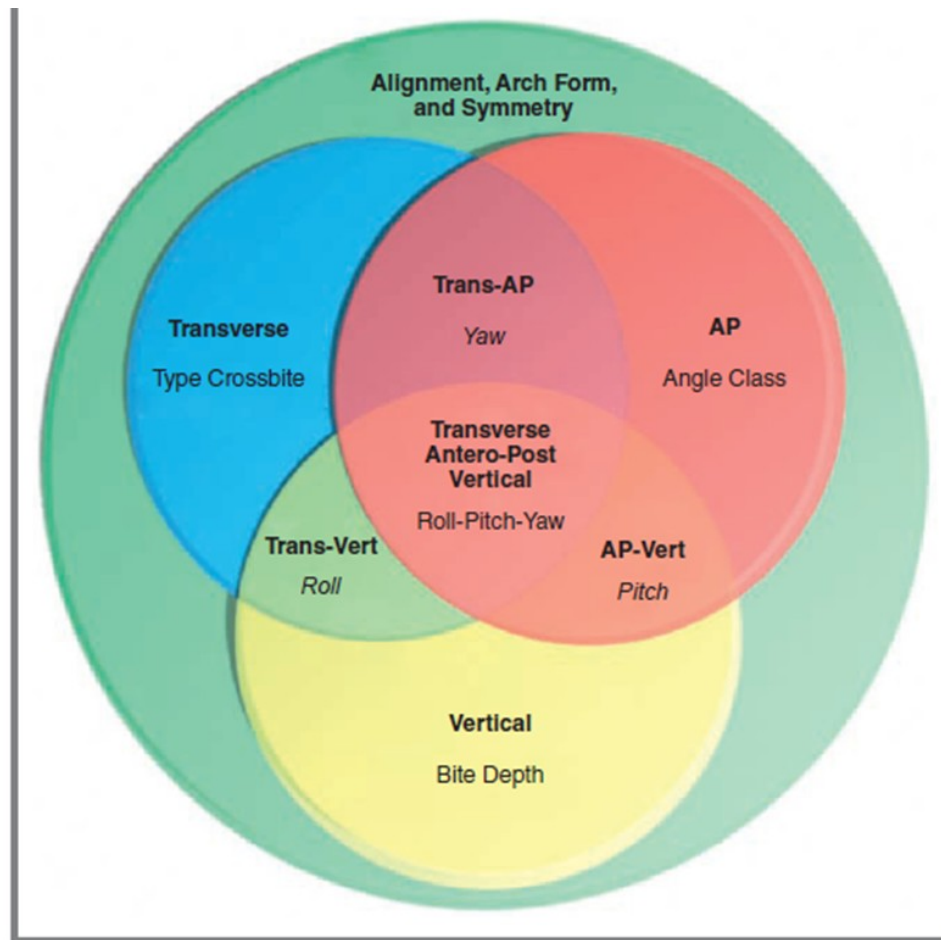 Alignment, Arch Form,
and Symmetry
Trans-AP
Yaw
Transverse
Type Crossbite
AP
Angle Class
Transverse
Antero-Post
Vertical
Roll-Pitch-Yaw
Trans-Vert
Roll
AP-Vert
Pitch
Vertical
Bite Depth